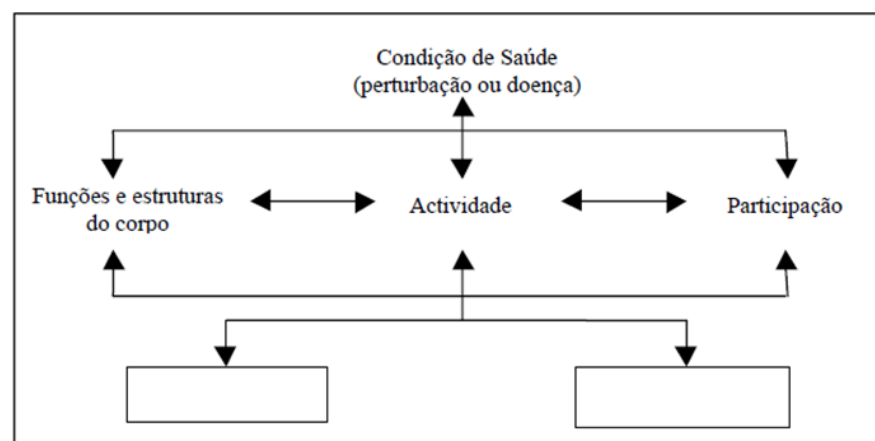 Condição de Saúde
(perturbação ou doença)
Funções e estruturas
do corpo
Actividade
Participação